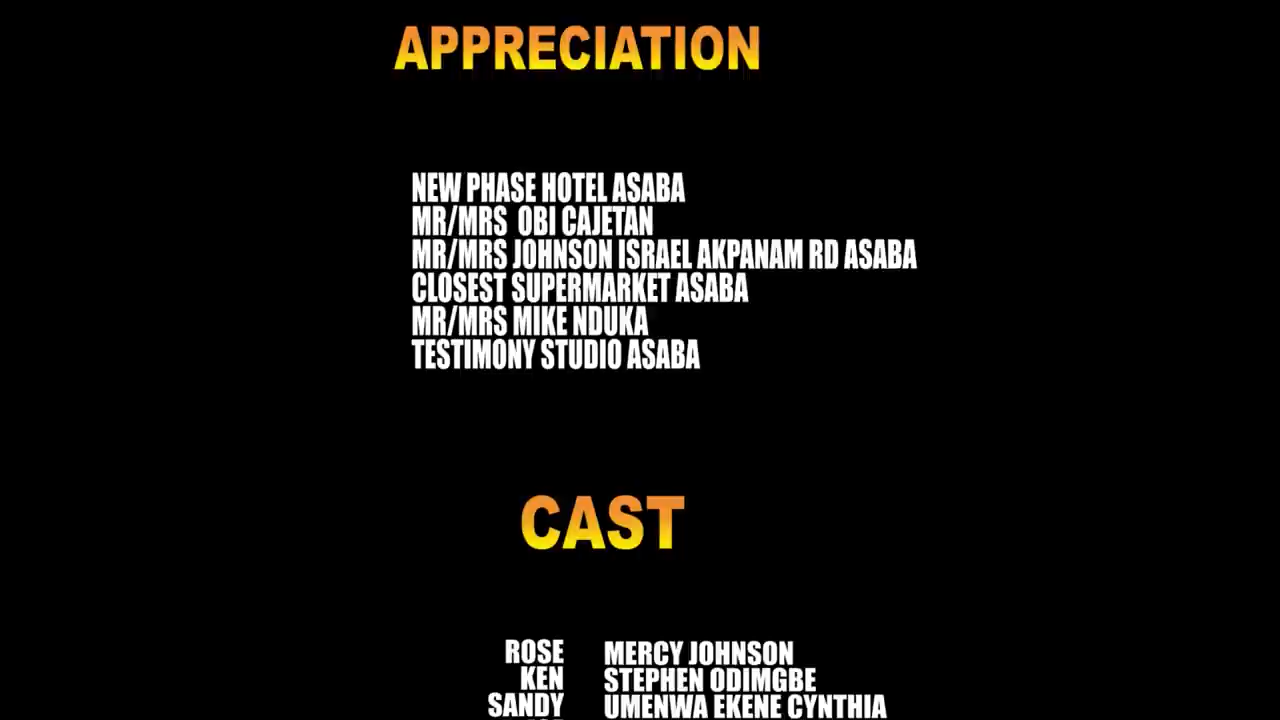 APPRECIATION
NEW PHASE HOTEL ASABA
MR/MRS OBI CAJETAN
MR/MRS JOHNSON ISRAEL AKPANAM RD ASABA
CLOSEST SUPERMARKET ASABA
MR/MRS MIKE NDUKA
TESTIMONY STUDIO ASABA
CAST
ROSE MERCY JOHNSON
KEN STEPHEN ODIMGBE
SANDY UMENWA EKENE CYNTHIA